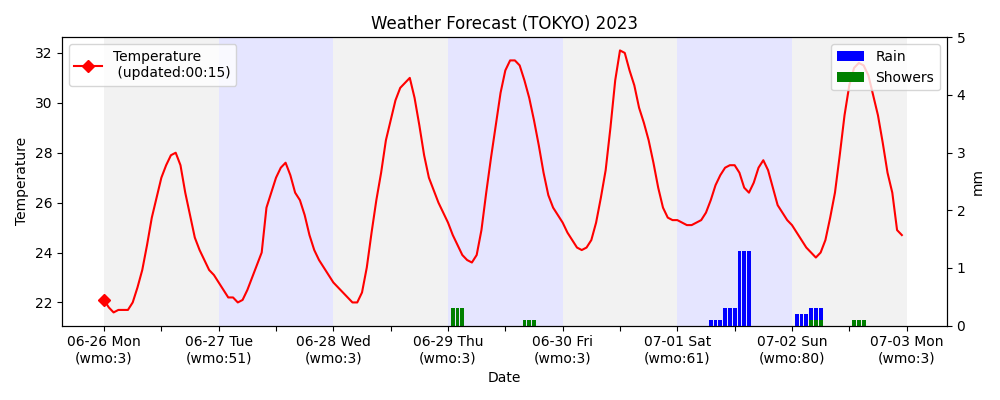 Weather Forecast (TOKYO) 2023
Temperature
(updated:00:15)
Rain
Showers
32
30
28
26
24
22
Temperature
5
4
3
2
1
0
mm
06-26 Mon 06-27 Tue 06-28 Wed 06-29 Thu 06-30 Fri 07-01 Sat 07-02 Sun 07-03 Mon
(wmo:3) (wmo:51) (wmo:3) (wmo:3) (wmo:3) (wmo:61) (wmo:80) (wmo:3)
Date